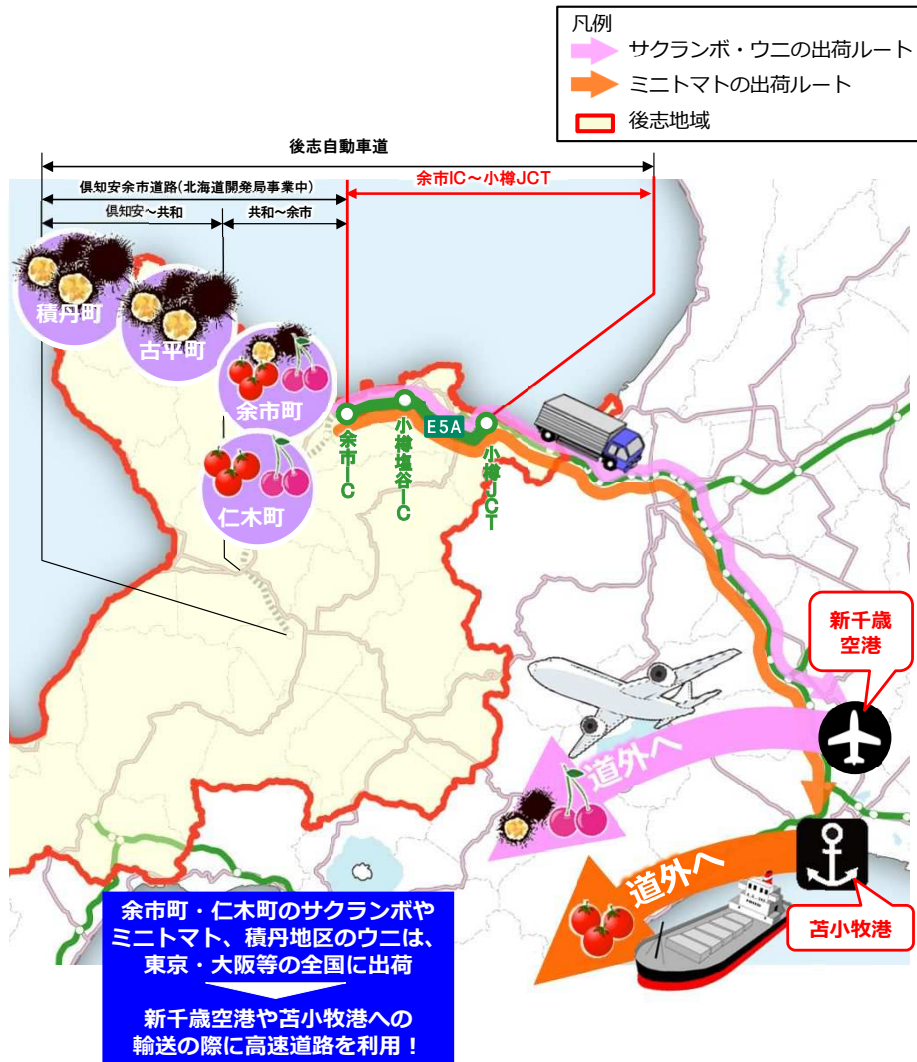 凡例
サクランボ・ウニの出荷ルート
ミニトマトの出荷ルート
後志地域
後志自動車道
倶知安余市道路(北海道開発局事業中)
余市IC～小樽JCT
倶知安～共和
共和～余市
積丹町
古平町
余市町
仁木町
余市IC
小樽塩谷IC
E5A
小樽JCT
新千歳
空港
道外へ
道外へ
苫小牧港
余市町・仁木町のサクランボや
ミニトマト、積丹地区のウニは、
東京・大阪等の全国に出荷
新千歳空港や苫小牧港への
輸送の際に高速道路を利用！